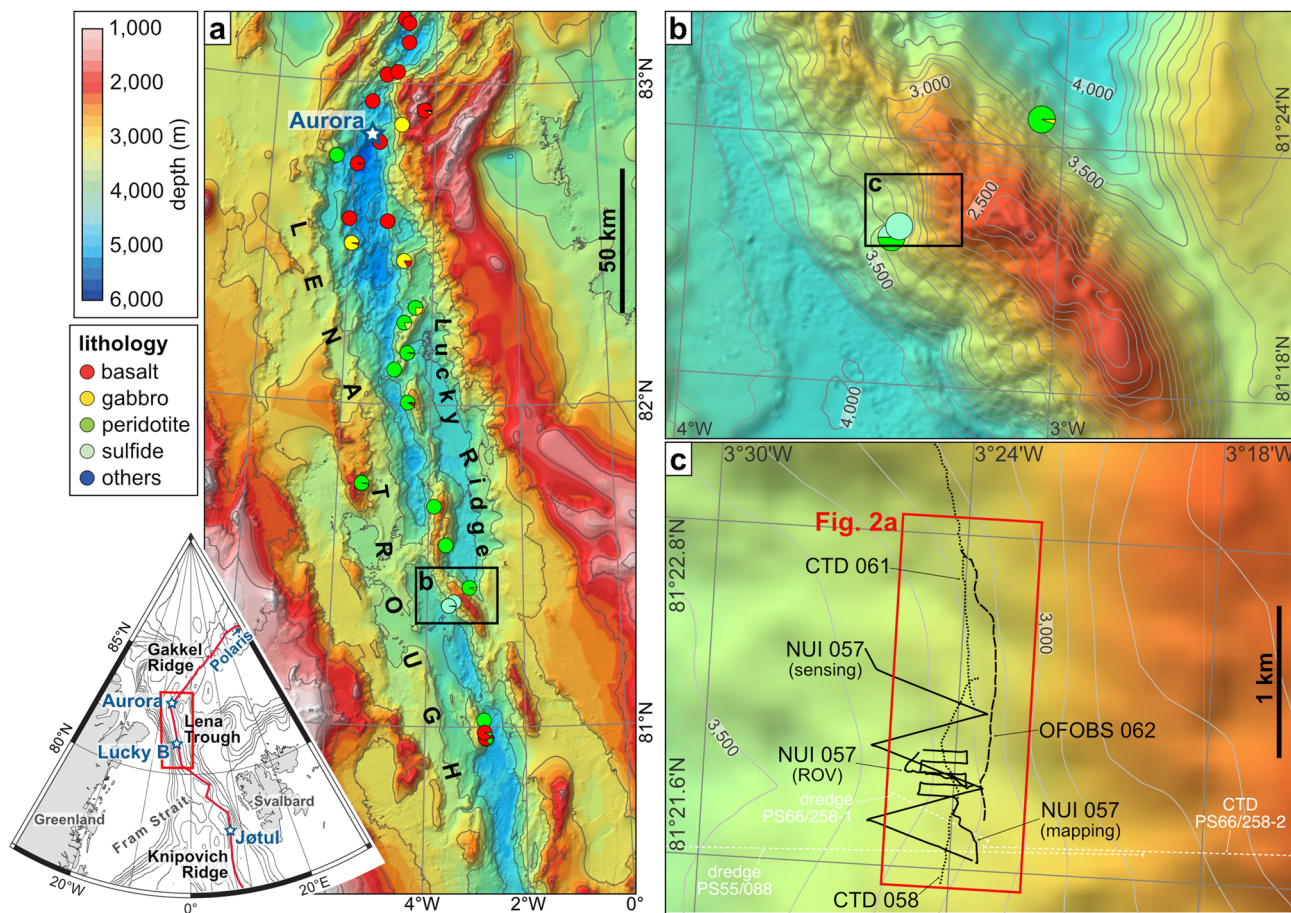 1,000
2,000
3,000
4,000
5,000
6,000
depth (m)
lithology
basalt
gabbro
peridotite
sulfide
others
a
Aurora
LENA TROUGH
Lucky Ridge
b
50 km
83°N
82°N
81°N
4°W
2°W
0°
85°N
80°N
Gakkel
Ridge
Polaris
Aurora
Lena
Trough
Lucky B
Greenland
Fram Strait
Svalbard
Jøtul
Knipovich
Ridge
20°W
0°
20°E
b
3,000
4,000
3,500
c
2,500
3,500
4,000
81°24'N
81°18'N
4°W
3°W
c
3°30'W
3°24'W
3°18'W
81°22.8'N
81°21.6'N
Fig. 2a
CTD 061
3,000
NUI 057
(sensing)
3,500
OFOBS 062
NUI 057
(ROV)
dredge
PS66/258-1
NUI 057
(mapping)
CTD
PS66/258-2
dredge
PS55/088
CTD 058
1 km